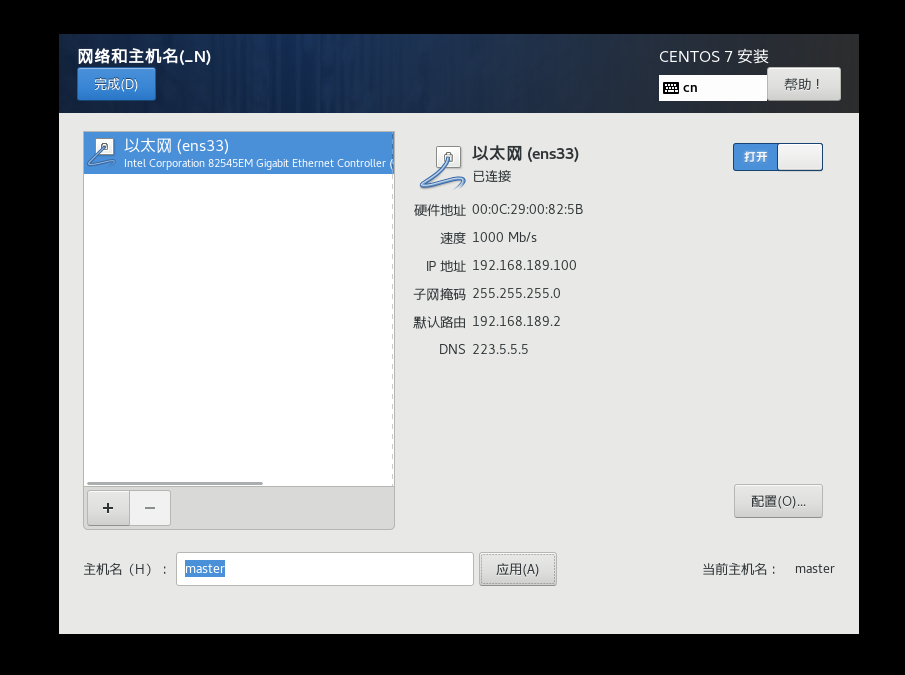 网络和主机名(_N)
CENTOS 7 安装
完成(D)
cn
帮助！
以太网 (ens33)
Intel Corporation 82545EM Gigabit Ethernet Controller (
以太网 (ens33)
已连接
打开
硬件地址 00:0C:29:00:82:5B
速度 1000 Mb/s
IP 地址 192.168.189.100
子网掩码 255.255.255.0
默认路由 192.168.189.2
DNS 223.5.5.5
+
−
配置(O)...
主机名（H）：
master
应用(A)
当前主机名： master